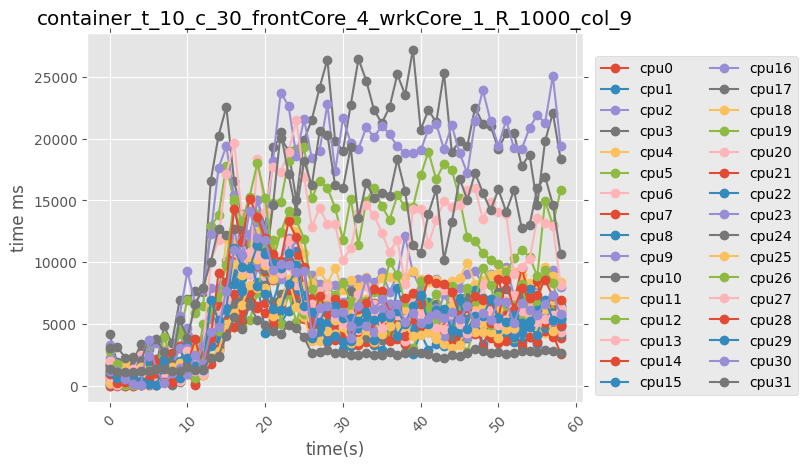 container_t_10_c_30_frontCore_4_wrkCore_1_R_1000_col_9
time ms
25000
20000
15000
10000
5000
0
0
10
20
30
40
50
60
time(s)
cpu0
cpu1
cpu2
cpu3
cpu4
cpu5
cpu6
cpu7
cpu8
cpu9
cpu10
cpu11
cpu12
cpu13
cpu14
cpu15
cpu16
cpu17
cpu18
cpu19
cpu20
cpu21
cpu22
cpu23
cpu24
cpu25
cpu26
cpu27
cpu28
cpu29
cpu30
cpu31